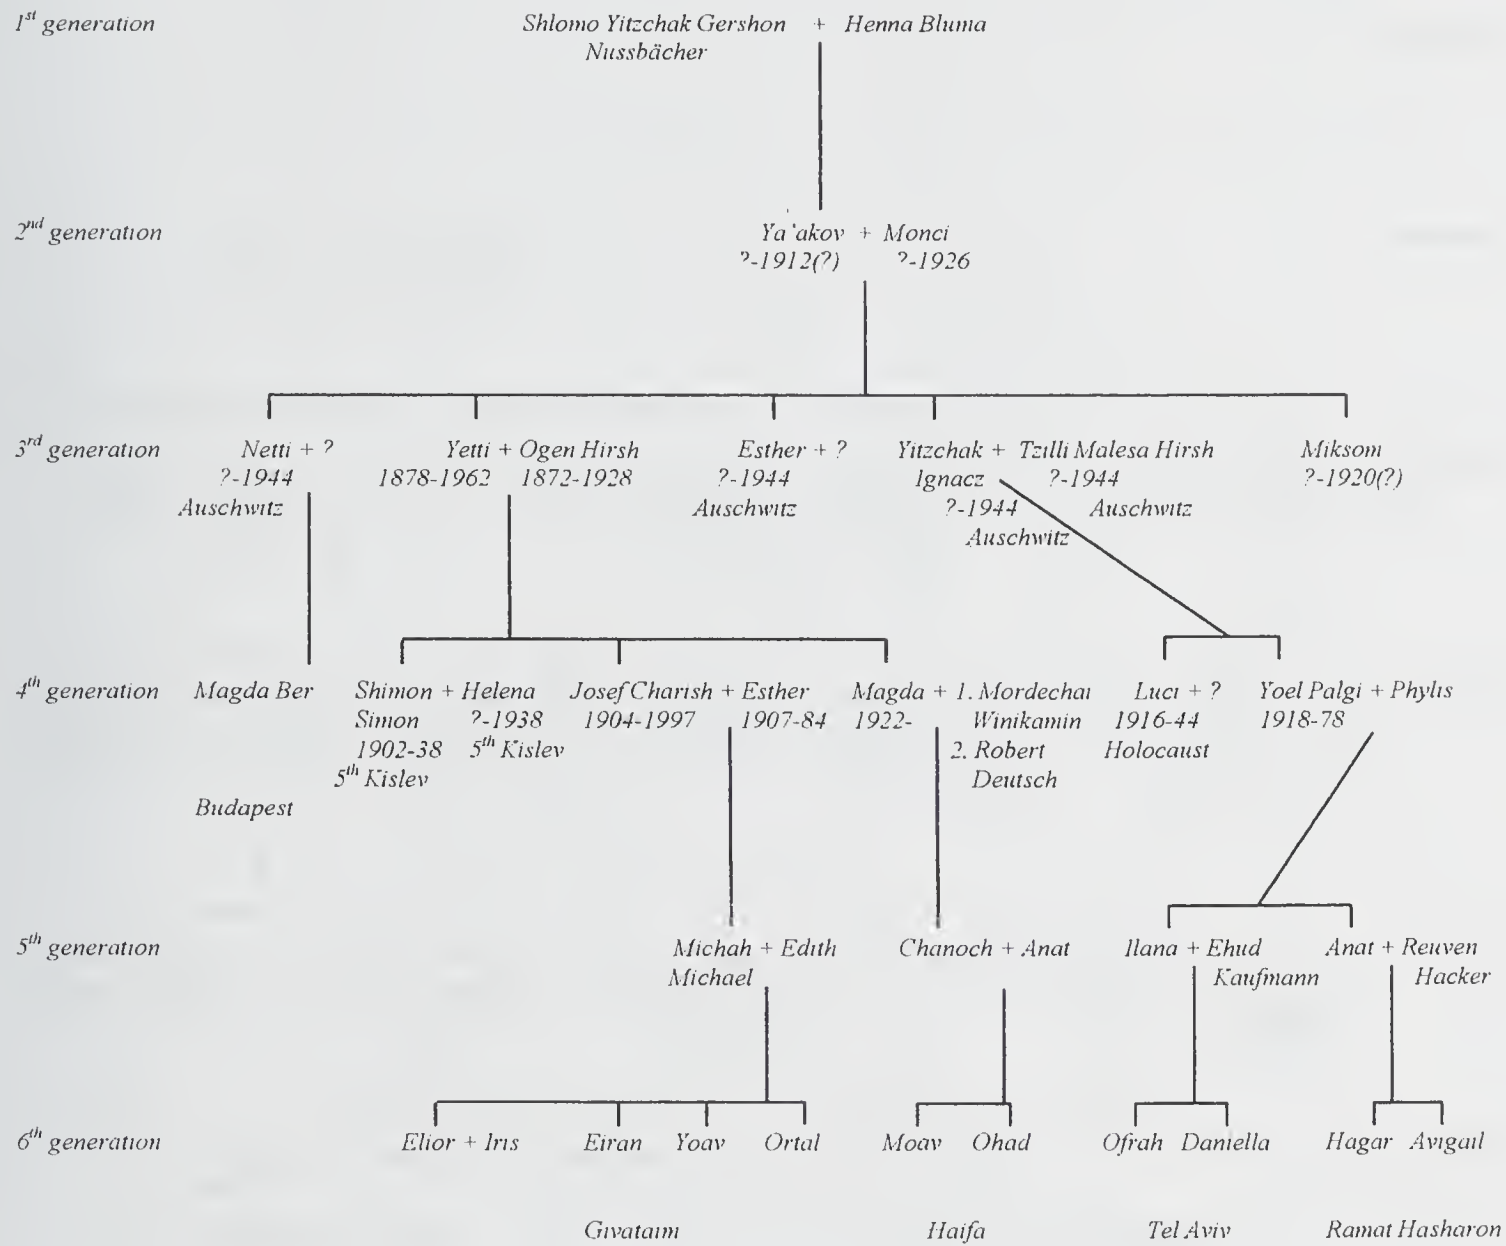 1st generation Shlomo Yitzchak Gershon + Henna Bluma
Nussbächer
2nd generation Ya'akov + Monci
?-1912(?) ?-1926
3rd generation Netti + ? Yetti + Ogen Hirsh Esther + ? Yitzchak + Tzilli Malesa Hirsh Miksom
?-1944 1878-1962 1872-1928 ?-1944 Ignacz ?-1944 ?-1920(?)
Auschwitz Auschwitz ?-1944 Auschwitz
Auschwitz
4th generation Magda Ber Shimon + Helena Josef Charish + Esther Magda + 1. Mordechai Luci + ? Yoel Palgi + Phylis
Simon ?-1938 1904-1997 1907-84 1922- Winikamin 1916-44 1918-78
1902-38 5th Kislev 2. Robert Holocaust
5th Kislev Deutsch
Budapest
5th generation Michah + Edith Chanoch + Anat Ilana + Ehud Anat + Reuven
Michael Kaufmann Hacker
6th generation Elior + Iris Eiran Yoav Ortal Moav Ohad Ofrah Daniella Hagar Avigail
Givataim Haifa Tel Aviv Ramat Hasharon